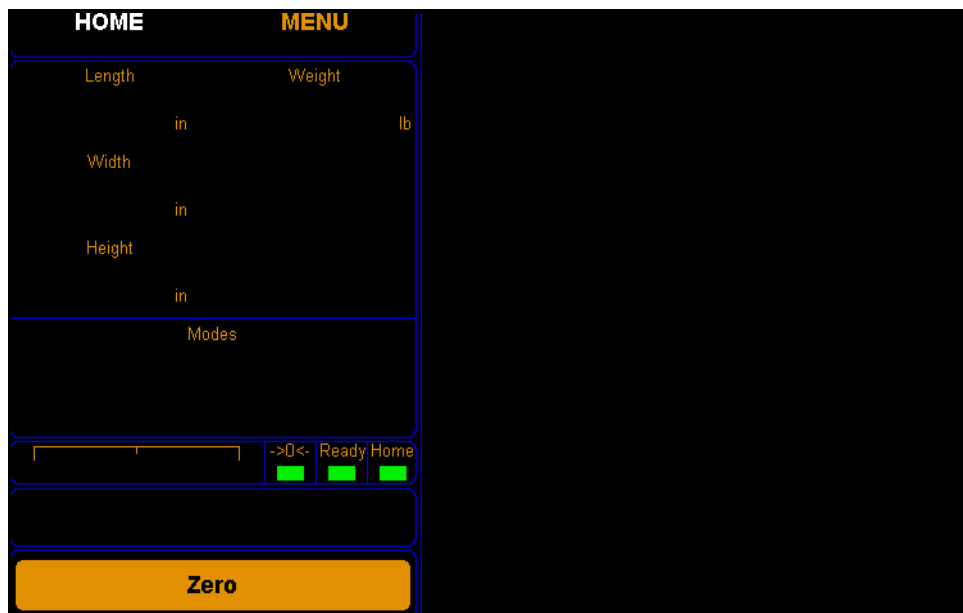 HOME MENU
Length Weight
in lb
Width
in
Height
in
Modes
->0<- Ready Home
Zero